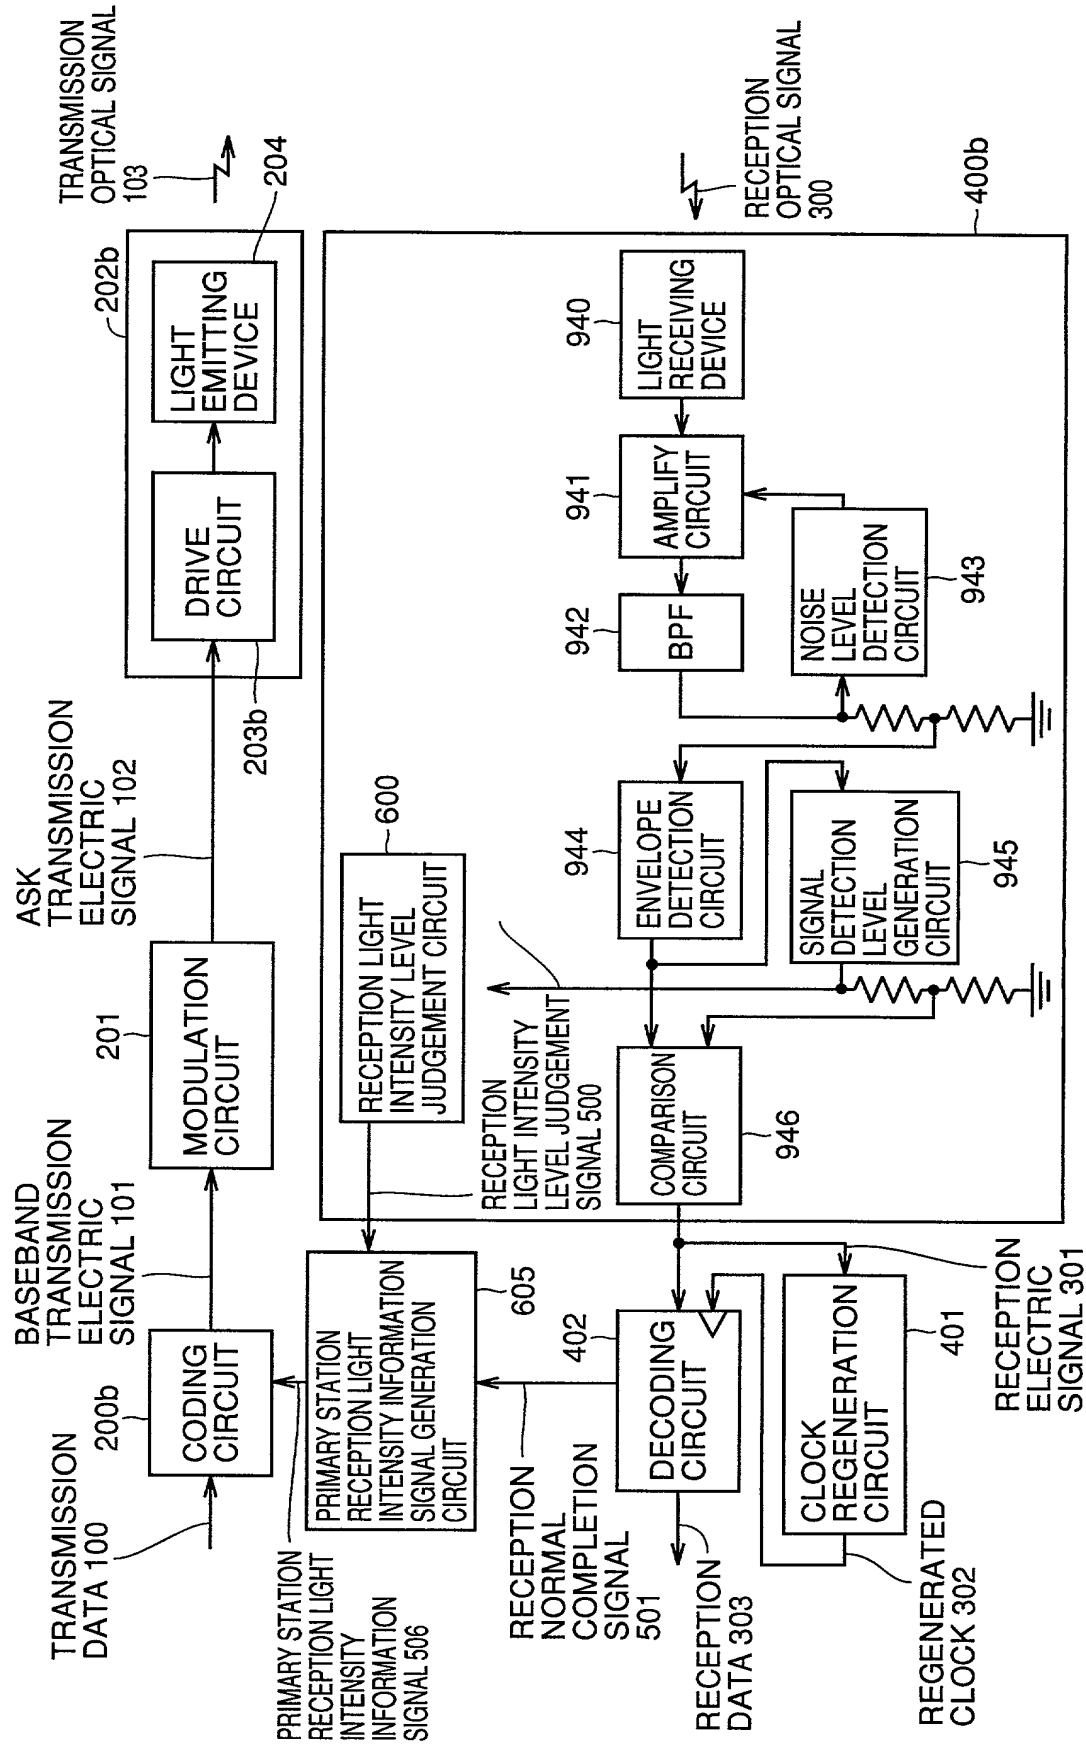 TRANSMISSION
DATA 100
200b
CODING
CIRCUIT
BASEBAND
TRANSMISSION
ELECTRIC
SIGNAL 101
201
MODULATION
CIRCUIT
ASK
TRANSMISSION
ELECTRIC
SIGNAL 102
203b
DRIVE
CIRCUIT
202b
LIGHT
EMITTING
DEVICE
204
TRANSMISSION
OPTICAL SIGNAL
103
PRIMARY STATION
RECEPTION LIGHT
INTENSITY
INFORMATION
SIGNAL 506
PRIMARY STATION
RECEPTION LIGHT
INTENSITY INFORMATION
SIGNAL GENERATION
CIRCUIT
605
RECEPTION LIGHT
INTENSITY LEVEL
JUDGEMENT CIRCUIT
600
RECEPTION
LIGHT INTENSITY
LEVEL JUDGEMENT
SIGNAL 500
RECEPTION
NORMAL
COMPLETION
SIGNAL
501
402
DECODING
CIRCUIT
COMPARISON
CIRCUIT
946
944
ENVELOPE
DETECTION
CIRCUIT
942
BPF
941
AMPLIFY
CIRCUIT
940
LIGHT
RECEIVING
DEVICE
RECEPTION
OPTICAL SIGNAL
300
400b
RECEPTION
DATA 303
CLOCK
REGENERATION
CIRCUIT
401
SIGNAL
DETECTION
LEVEL
GENERATION
CIRCUIT
945
NOISE
LEVEL
DETECTION
CIRCUIT
943
REGENERATED
CLOCK 302
RECEPTION
ELECTRIC
SIGNAL 301